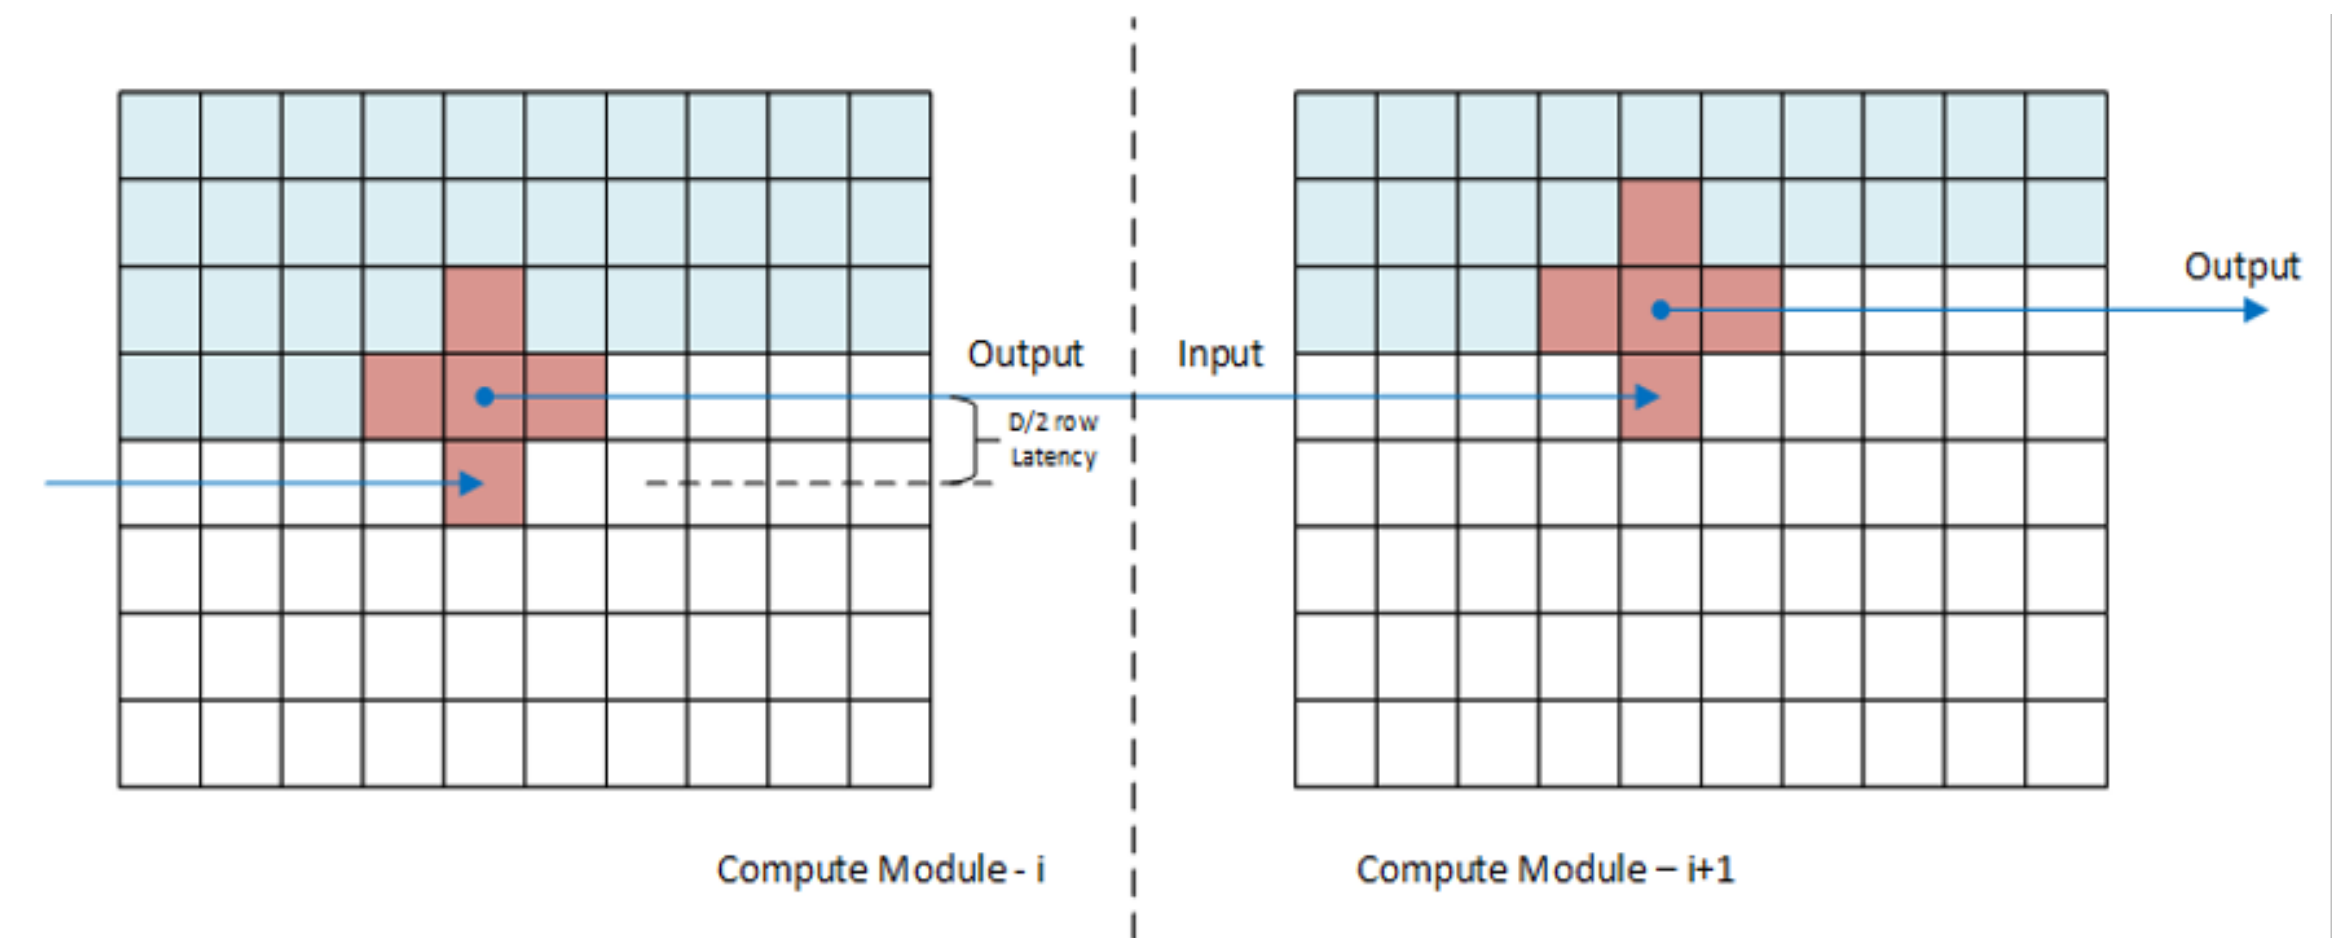 Output
Output
Input
D/2 row
Latency
Compute Module - i
Compute Module – i+1